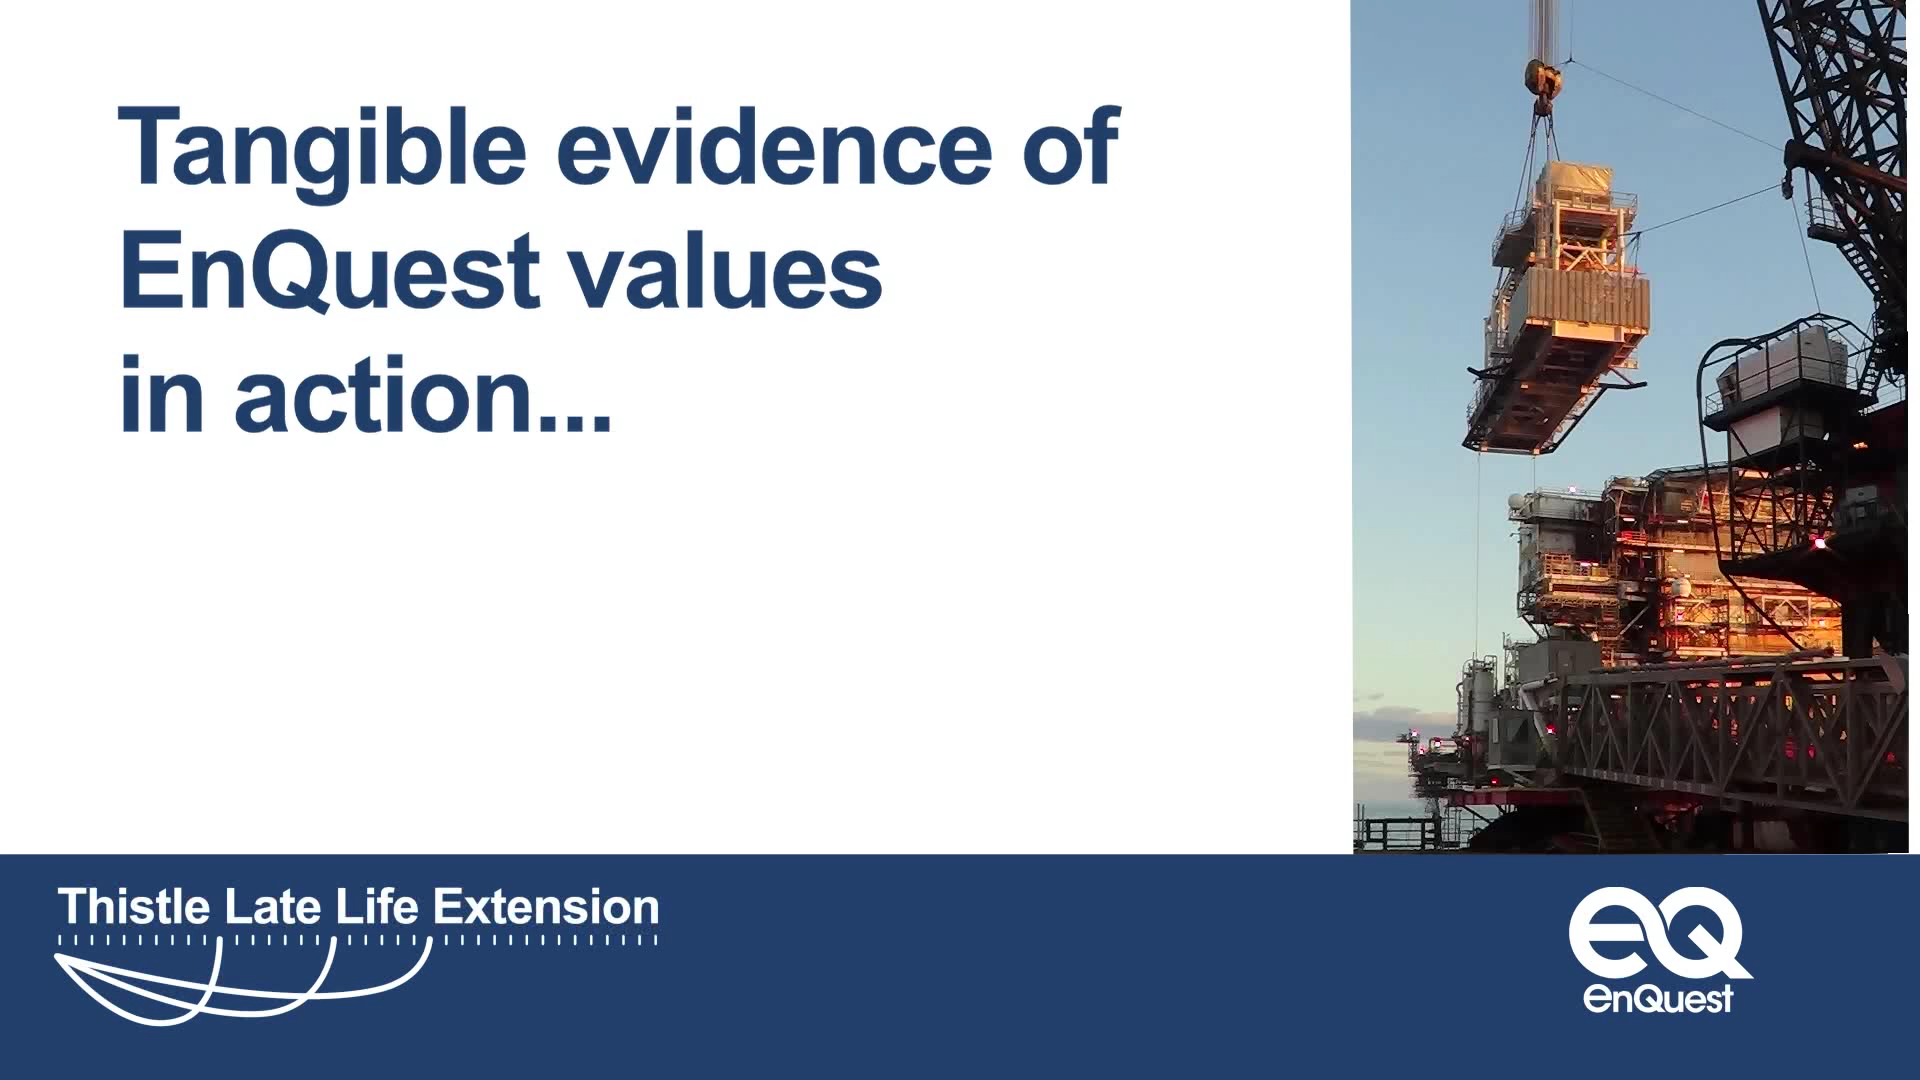 Tangible evidence of
EnQuest values
in action...
Thistle Late Life Extension
eQ
enQuest